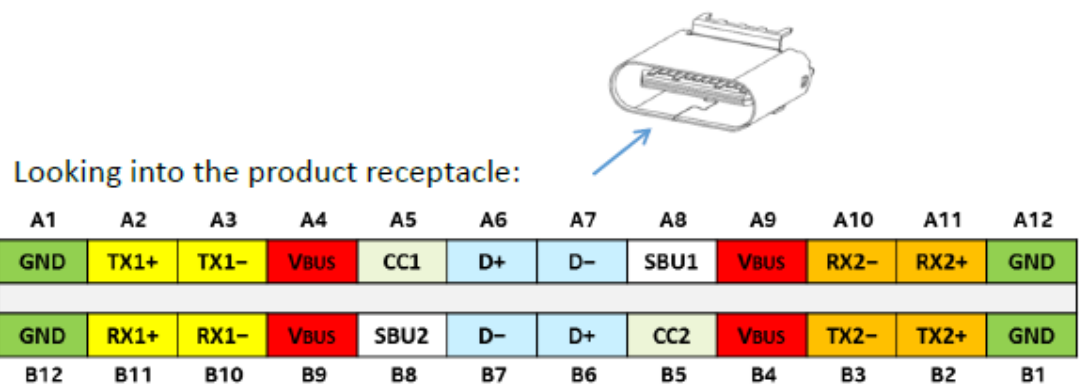 Looking into the product receptacle:
A1 A2 A3 A4 A5 A6 A7 A8 A9 A10 A11 A12
GND TX1+ TX1− VBUS CC1 D+ D− SBU1 VBUS RX2− RX2+ GND
GND RX1+ RX1− VBUS SBU2 D− D+ CC2 VBUS TX2− TX2+ GND
B12 B11 B10 B9 B8 B7 B6 B5 B4 B3 B2 B1